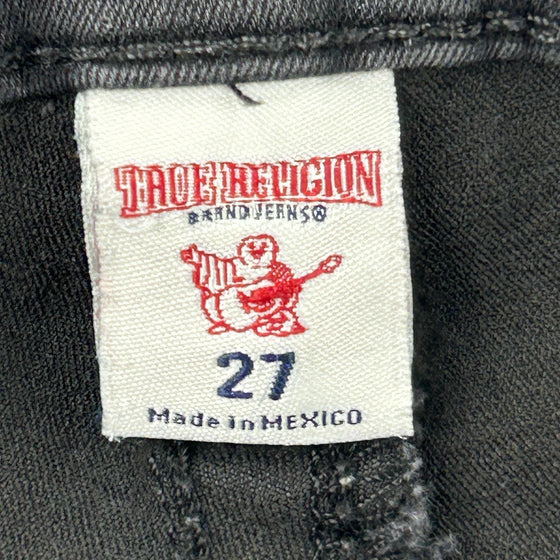 TRUE RELIGION
BRAND JEANS®
27
Made in MEXICO